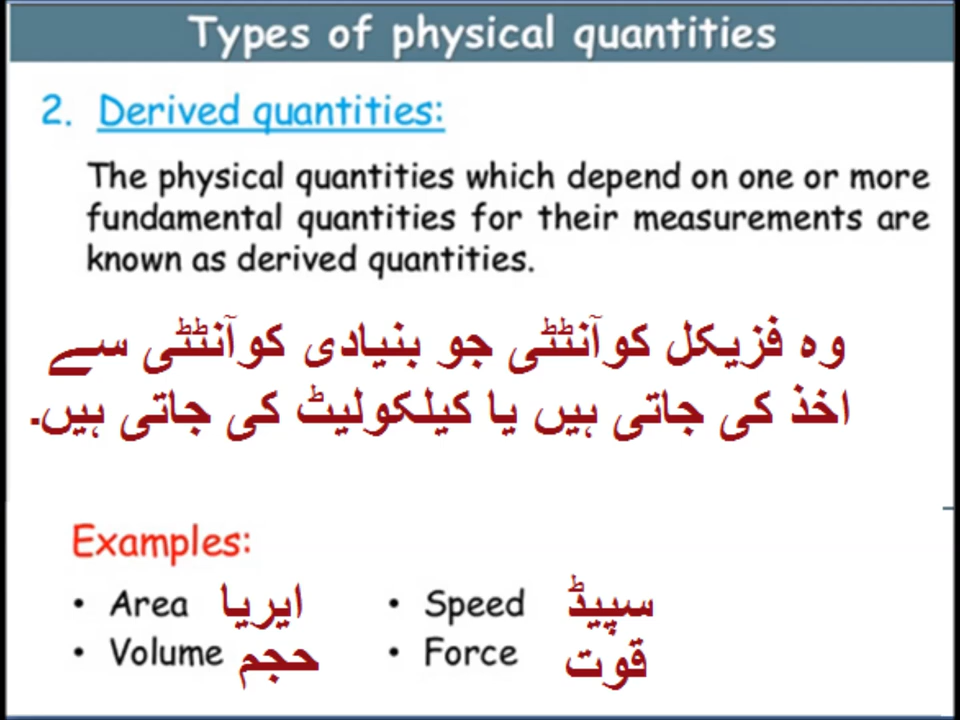 Types of physical quantities
2. Derived quantities:
The physical quantities which depend on one or more
fundamental quantities for their measurements are
known as derived quantities.
وہ فزیکل کوآنٹٹی جو بنیادی کوآنٹٹی سے
اخذ کی جاتی ہیں یا کیلکولیٹ کی جاتی ہیں۔
Examples:
• Area ایریا • Speed سپیڈ
• Volume حجم • Force قوت